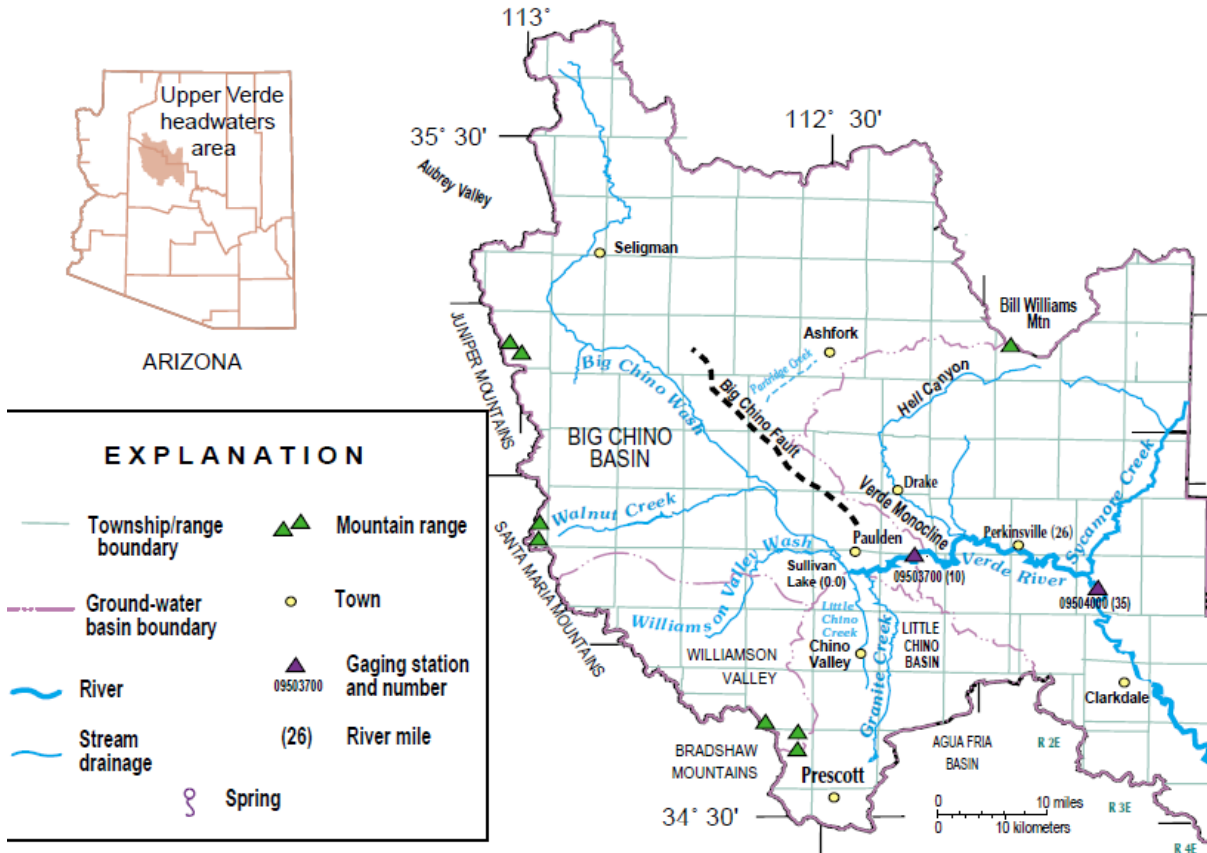 113°
Upper Verde
headwaters
area
ARIZONA
35° 30'
112° 30'
Aubrey Valley
Seligman
Bill Williams
Mtn
Ashfork
JUNIPER MOUNTAINS
Partridge Creek
Big Chino Wash
Big Chino Fault
Hell Canyon
BIG CHINO
BASIN
Drake
Verde Monocline
Sycamore Creek
Walnut Creek
SANTA MARIA MOUNTAINS
Paulden
Perkinsville (26)
Williamson Valley Wash
Sullivan
Lake (0.0)
09503700 (10)
Verde River
09504000 (35)
Little
Chino
Creek
LITTLE
CHINO
BASIN
Chino
Valley
WILLIAMSON
VALLEY
Granite Creek
Clarkdale
BRADSHAW
MOUNTAINS
AGUA FRIA
BASIN
R 2E
Prescott
34° 30'
0 10 miles
0 10 kilometers
R 3E
R 4E
EXPLANATION
Township/range
boundary
Mountain range
Ground-water
basin boundary
Town
River
Gaging station
and number
09503700
Stream
drainage
(26) River mile
Spring